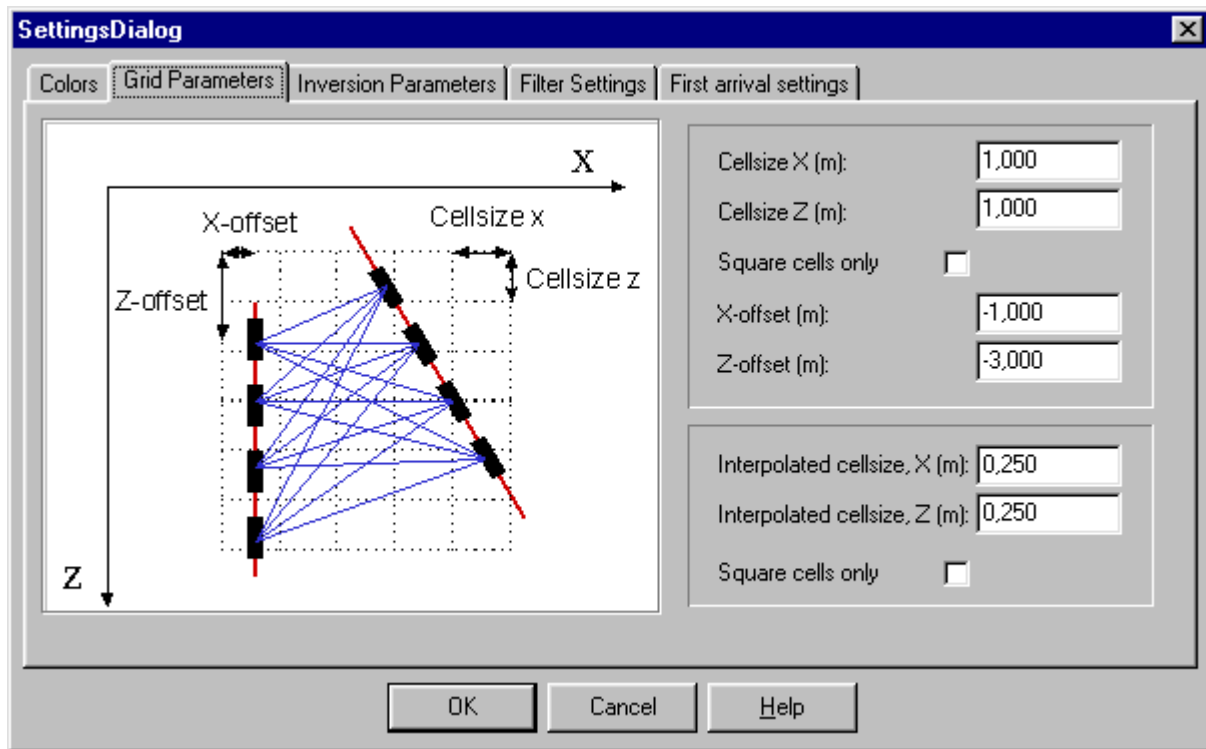 SettingsDialog
Colors
Grid Parameters
Inversion Parameters
Filter Settings
First arrival settings
X
X-offset
Cellsize x
Z-offset
Cellsize z
Z
Cellsize X (m):
1,000
Cellsize Z (m):
1,000
Square cells only
X-offset (m):
-1,000
Z-offset (m):
-3,000
Interpolated cellsize, X (m):
0,250
Interpolated cellsize, Z (m):
0,250
Square cells only
OK
Cancel
Help